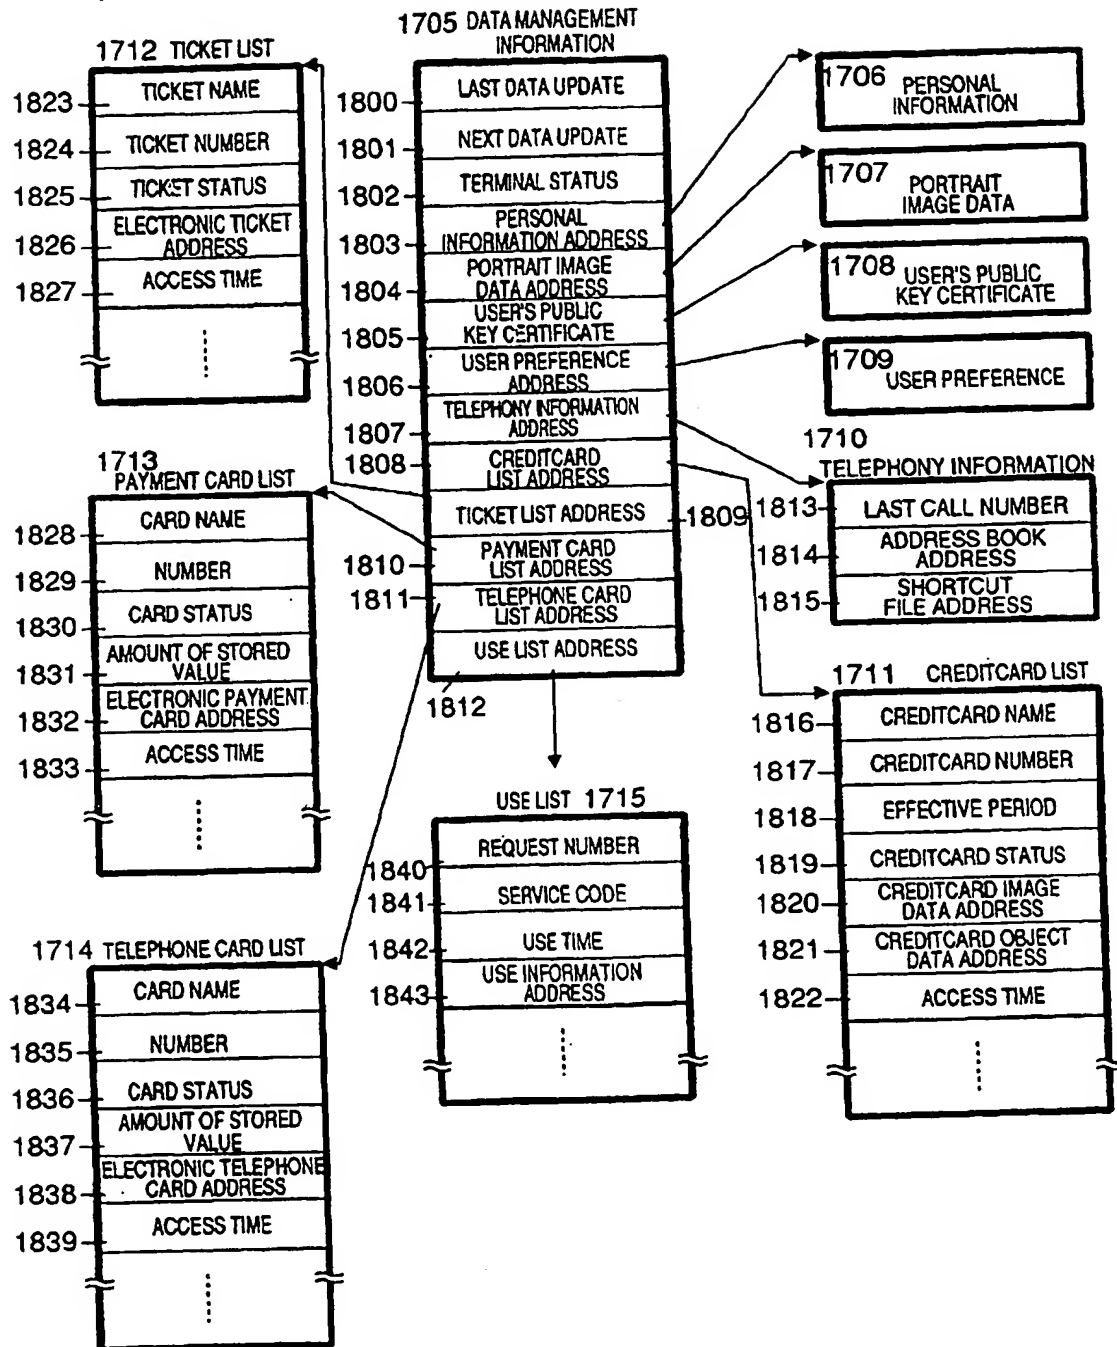 1705 DATA MANAGEMENT
INFORMATION
1800 LAST DATA UPDATE
1801 NEXT DATA UPDATE
1802 TERMINAL STATUS
1803 PERSONAL
INFORMATION ADDRESS
1804 PORTRAIT IMAGE
DATA ADDRESS
1805 USER'S PUBLIC
KEY CERTIFICATE
1806 USER PREFERENCE
ADDRESS
1807 TELEPHONY INFORMATION
ADDRESS
1808 CREDITCARD
LIST ADDRESS
TICKET LIST ADDRESS 1809
1810 PAYMENT CARD
LIST ADDRESS
1811 TELEPHONE CARD
LIST ADDRESS
USE LIST ADDRESS
1812
1712 TICKET LIST
1823 TICKET NAME
1824 TICKET NUMBER
1825 TICKET STATUS
1826 ELECTRONIC TICKET
ADDRESS
1827 ACCESS TIME
1713
PAYMENT CARD LIST
1828 CARD NAME
1829 NUMBER
1830 CARD STATUS
1831 AMOUNT OF STORED
VALUE
1832 ELECTRONIC PAYMENT
CARD ADDRESS
1833 ACCESS TIME
1714 TELEPHONE CARD LIST
1834 CARD NAME
1835 NUMBER
1836 CARD STATUS
1837 AMOUNT OF STORED
VALUE
1838 ELECTRONIC TELEPHONE
CARD ADDRESS
1839 ACCESS TIME
USE LIST 1715
1840 REQUEST NUMBER
1841 SERVICE CODE
1842 USE TIME
1843 USE INFORMATION
ADDRESS
1706 PERSONAL
INFORMATION
1707 PORTRAIT
IMAGE DATA
1708 USER'S PUBLIC
KEY CERTIFICATE
1709 USER PREFERENCE
1710
TELEPHONY INFORMATION
1813 LAST CALL NUMBER
1814 ADDRESS BOOK
ADDRESS
1815 SHORTCUT
FILE ADDRESS
1711 CREDITCARD LIST
1816 CREDITCARD NAME
1817 CREDITCARD NUMBER
1818 EFFECTIVE PERIOD
1819 CREDITCARD STATUS
1820 CREDITCARD IMAGE
DATA ADDRESS
1821 CREDITCARD OBJECT
DATA ADDRESS
1822 ACCESS TIME